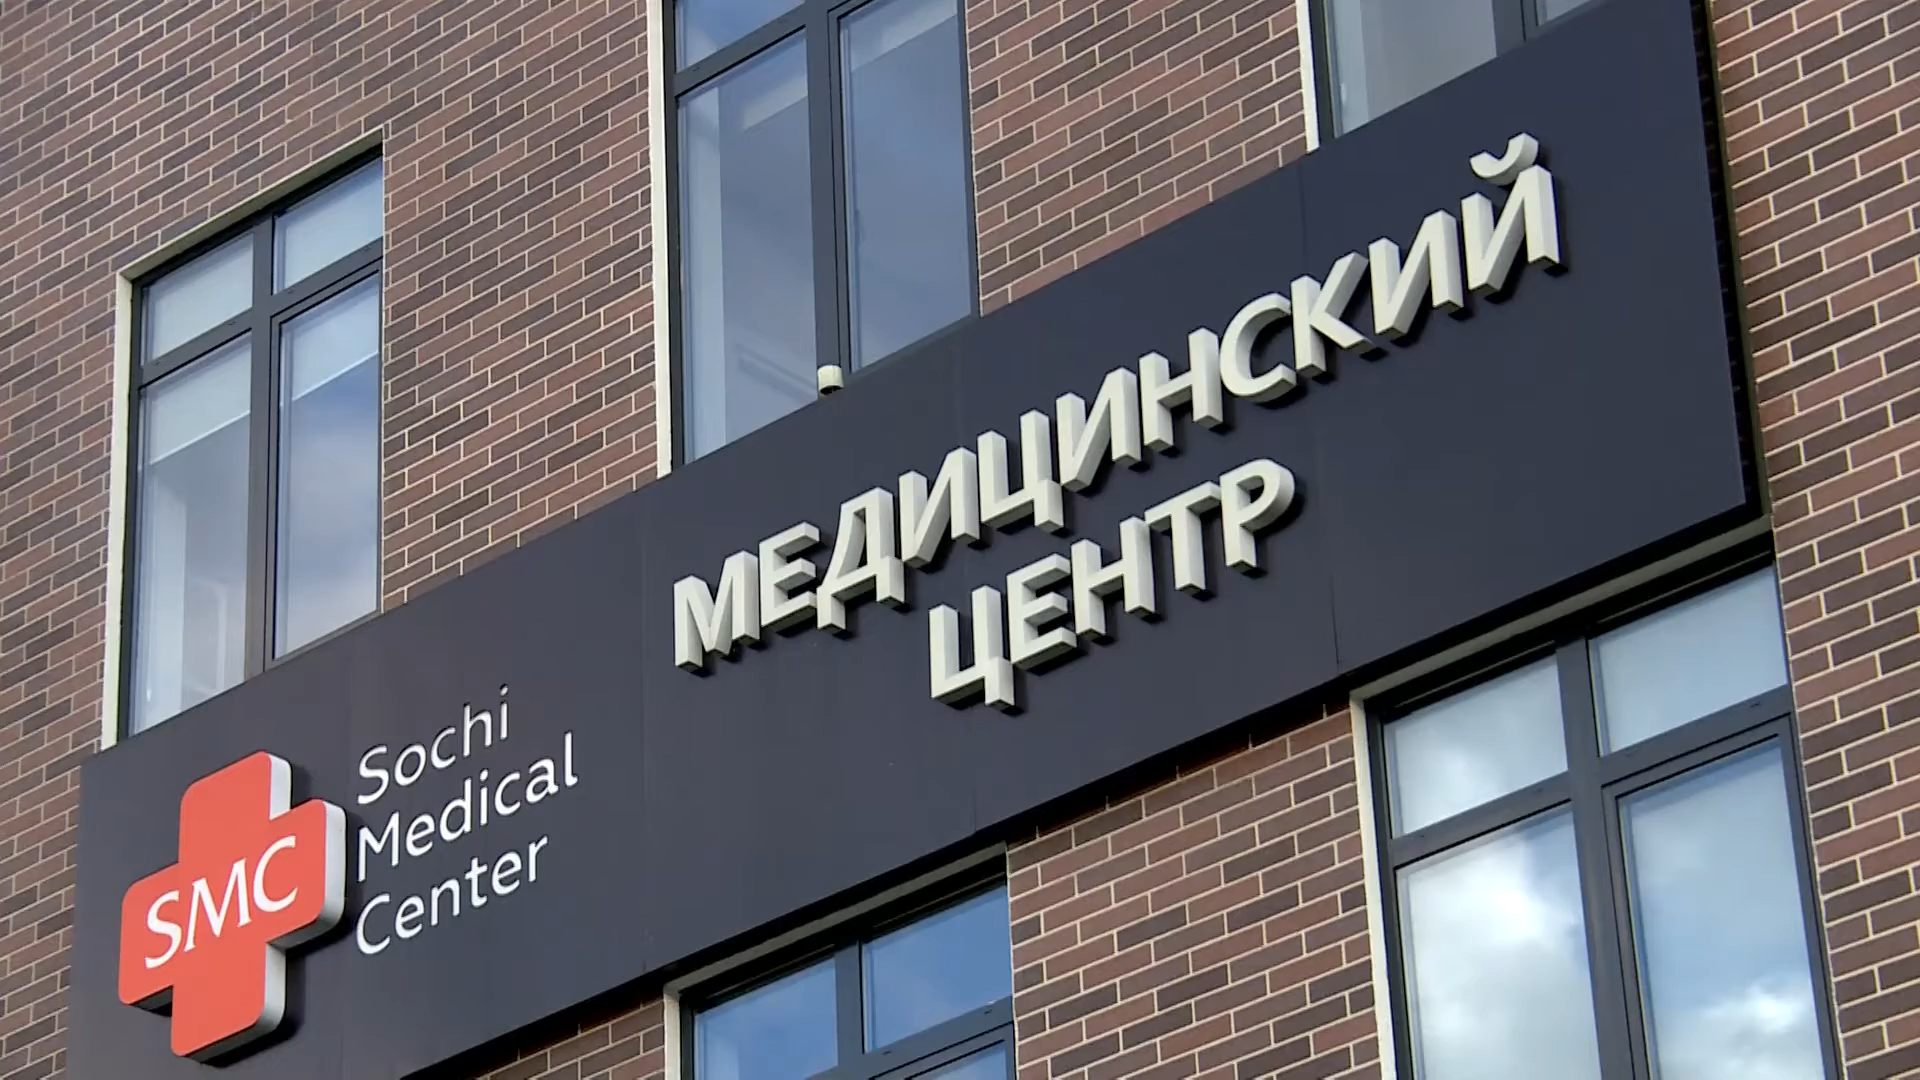 SMC
Sochi
Medical
Center
МЕДИЦИНСКИЙ
ЦЕНТР